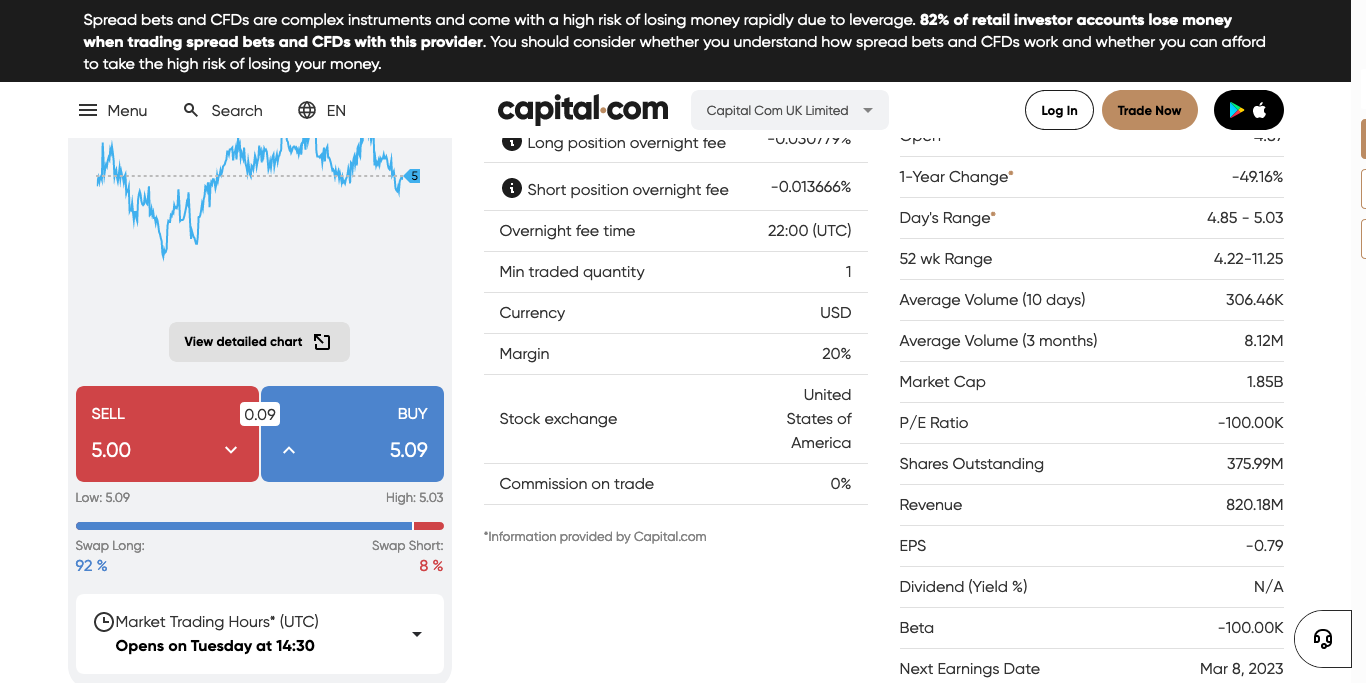 Spread bets and CFDs are complex instruments and come with a high risk of losing money rapidly due to leverage. 82% of retail investor accounts lose money
when trading spread bets and CFDs with this provider. You should consider whether you understand how spread bets and CFDs work and whether you can afford
to take the high risk of losing your money.
Menu
Search
EN
capital.com
Capital Com UK Limited
Log In
Trade Now
5
View detailed chart
SELL
5.00
0.09
BUY
5.09
Low: 5.09
High: 5.03
Swap Long:
Swap Short:
92 %
8 %
Market Trading Hours* (UTC)
Opens on Tuesday at 14:30
Long position overnight fee -0.030779%
Short position overnight fee -0.013666%
Overnight fee time 22:00 (UTC)
Min traded quantity 1
Currency USD
Margin 20%
Stock exchange United
States of
America
Commission on trade 0%
*Information provided by Capital.com
Open 4.87
1-Year Change* -49.16%
Day's Range* 4.85 - 5.03
52 wk Range 4.22-11.25
Average Volume (10 days) 306.46K
Average Volume (3 months) 8.12M
Market Cap 1.85B
P/E Ratio -100.00K
Shares Outstanding 375.99M
Revenue 820.18M
EPS -0.79
Dividend (Yield %) N/A
Beta -100.00K
Next Earnings Date Mar 8, 2023